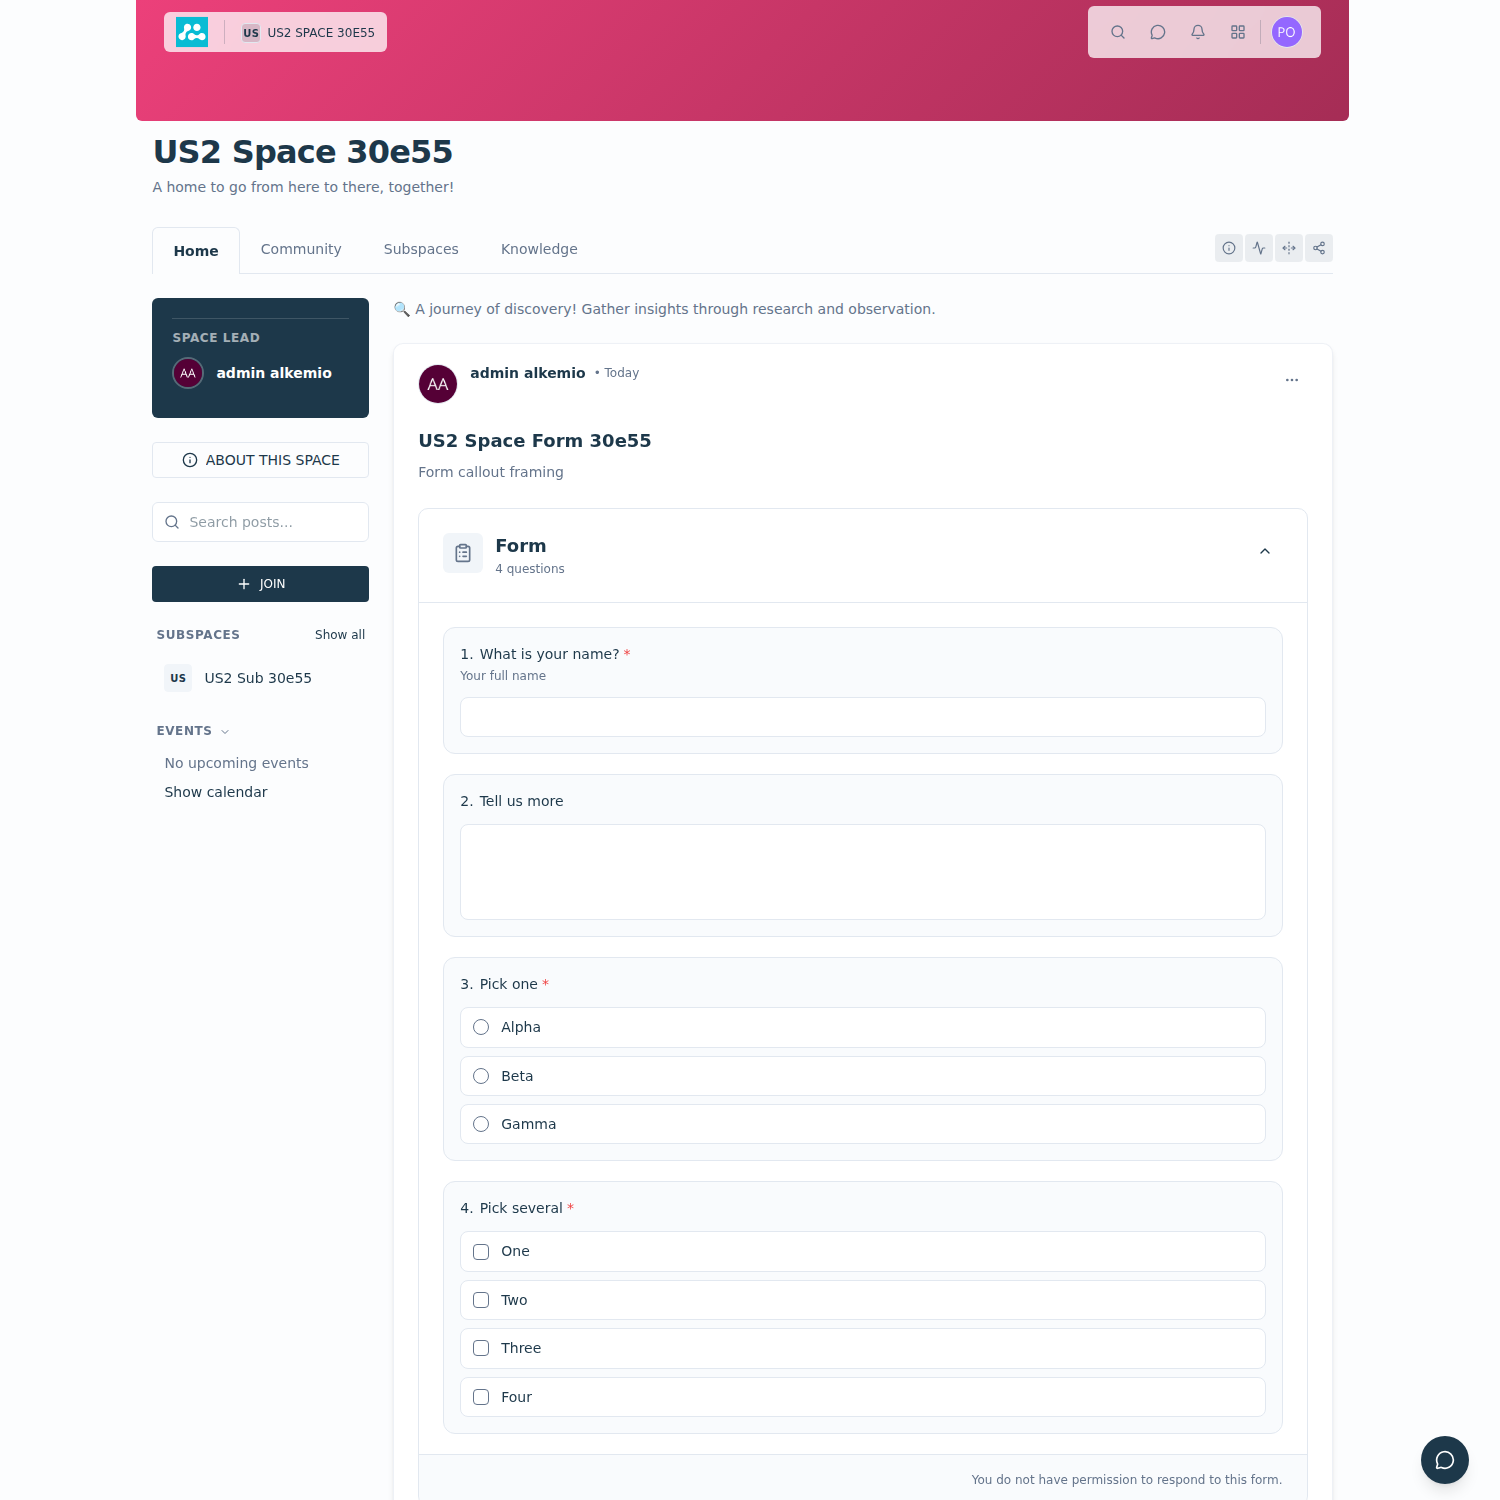 US US2 SPACE 30E55
PO
US2 Space 30e55
A home to go from here to there, together!
Home Community Subspaces Knowledge
SPACE LEAD
AA admin alkemio
ABOUT THIS SPACE
Search posts...
JOIN
SUBSPACES Show all
US US2 Sub 30e55
EVENTS
No upcoming events
Show calendar
A journey of discovery! Gather insights through research and observation.
AA admin alkemio • Today
US2 Space Form 30e55
Form callout framing
Form
4 questions
1. What is your name? *
Your full name
2. Tell us more
3. Pick one *
Alpha
Beta
Gamma
4. Pick several *
One
Two
Three
Four
You do not have permission to respond to this form.